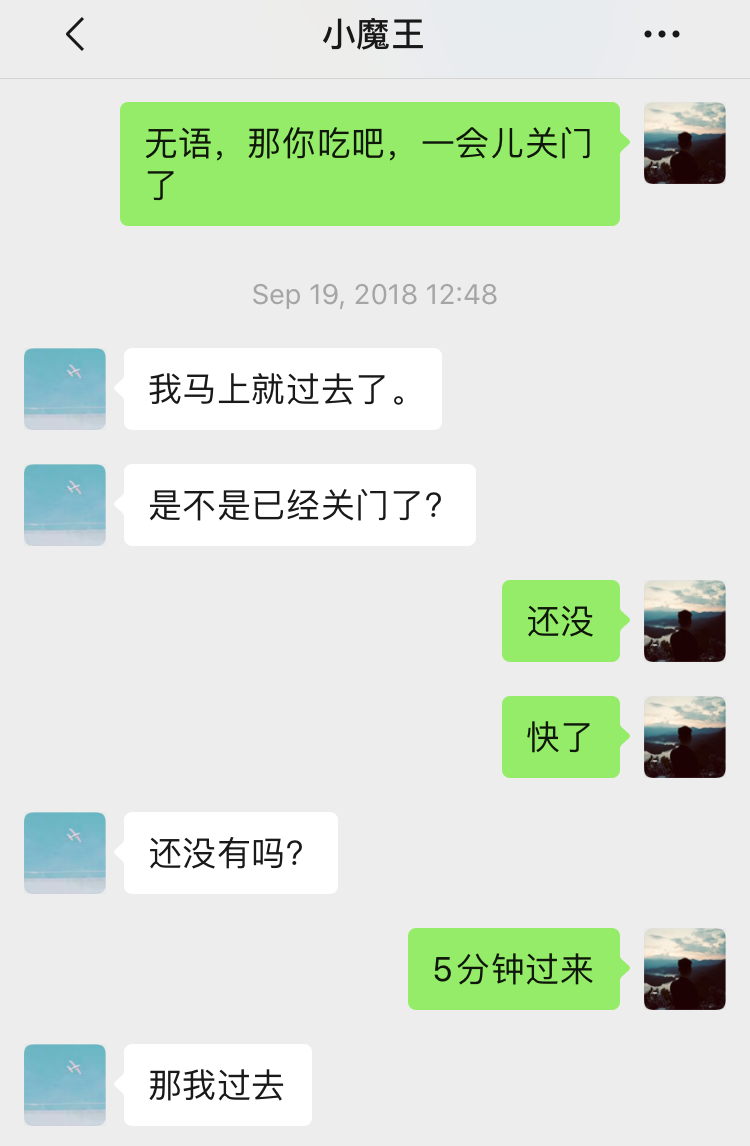 小魔王
无语，那你吃吧，一会儿关门
了
Sep 19, 2018 12:48
我马上就过去了。
是不是已经关门了?
还没
快了
还没有吗?
5分钟过来
那我过去